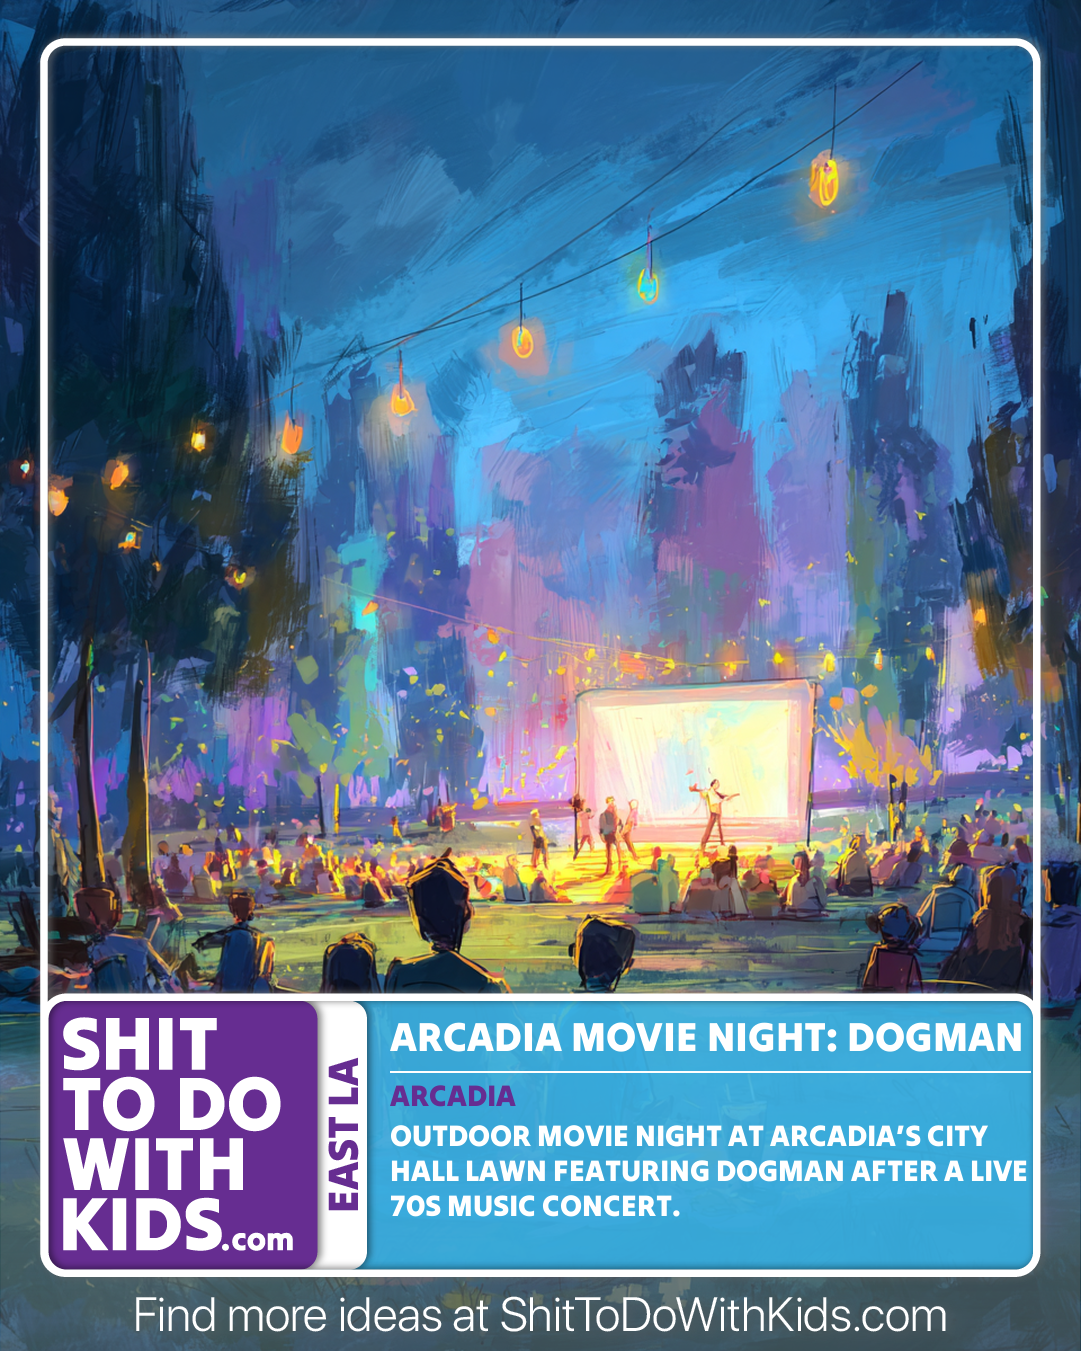 SHIT
TO DO
WITH
KIDS.com
EAST LA
ARCADIA MOVIE NIGHT: DOGMAN
ARCADIA
OUTDOOR MOVIE NIGHT AT ARCADIA'S CITY
HALL LAWN FEATURING DOGMAN AFTER A LIVE
70S MUSIC CONCERT.
Find more ideas at ShitToDoWithKids.com